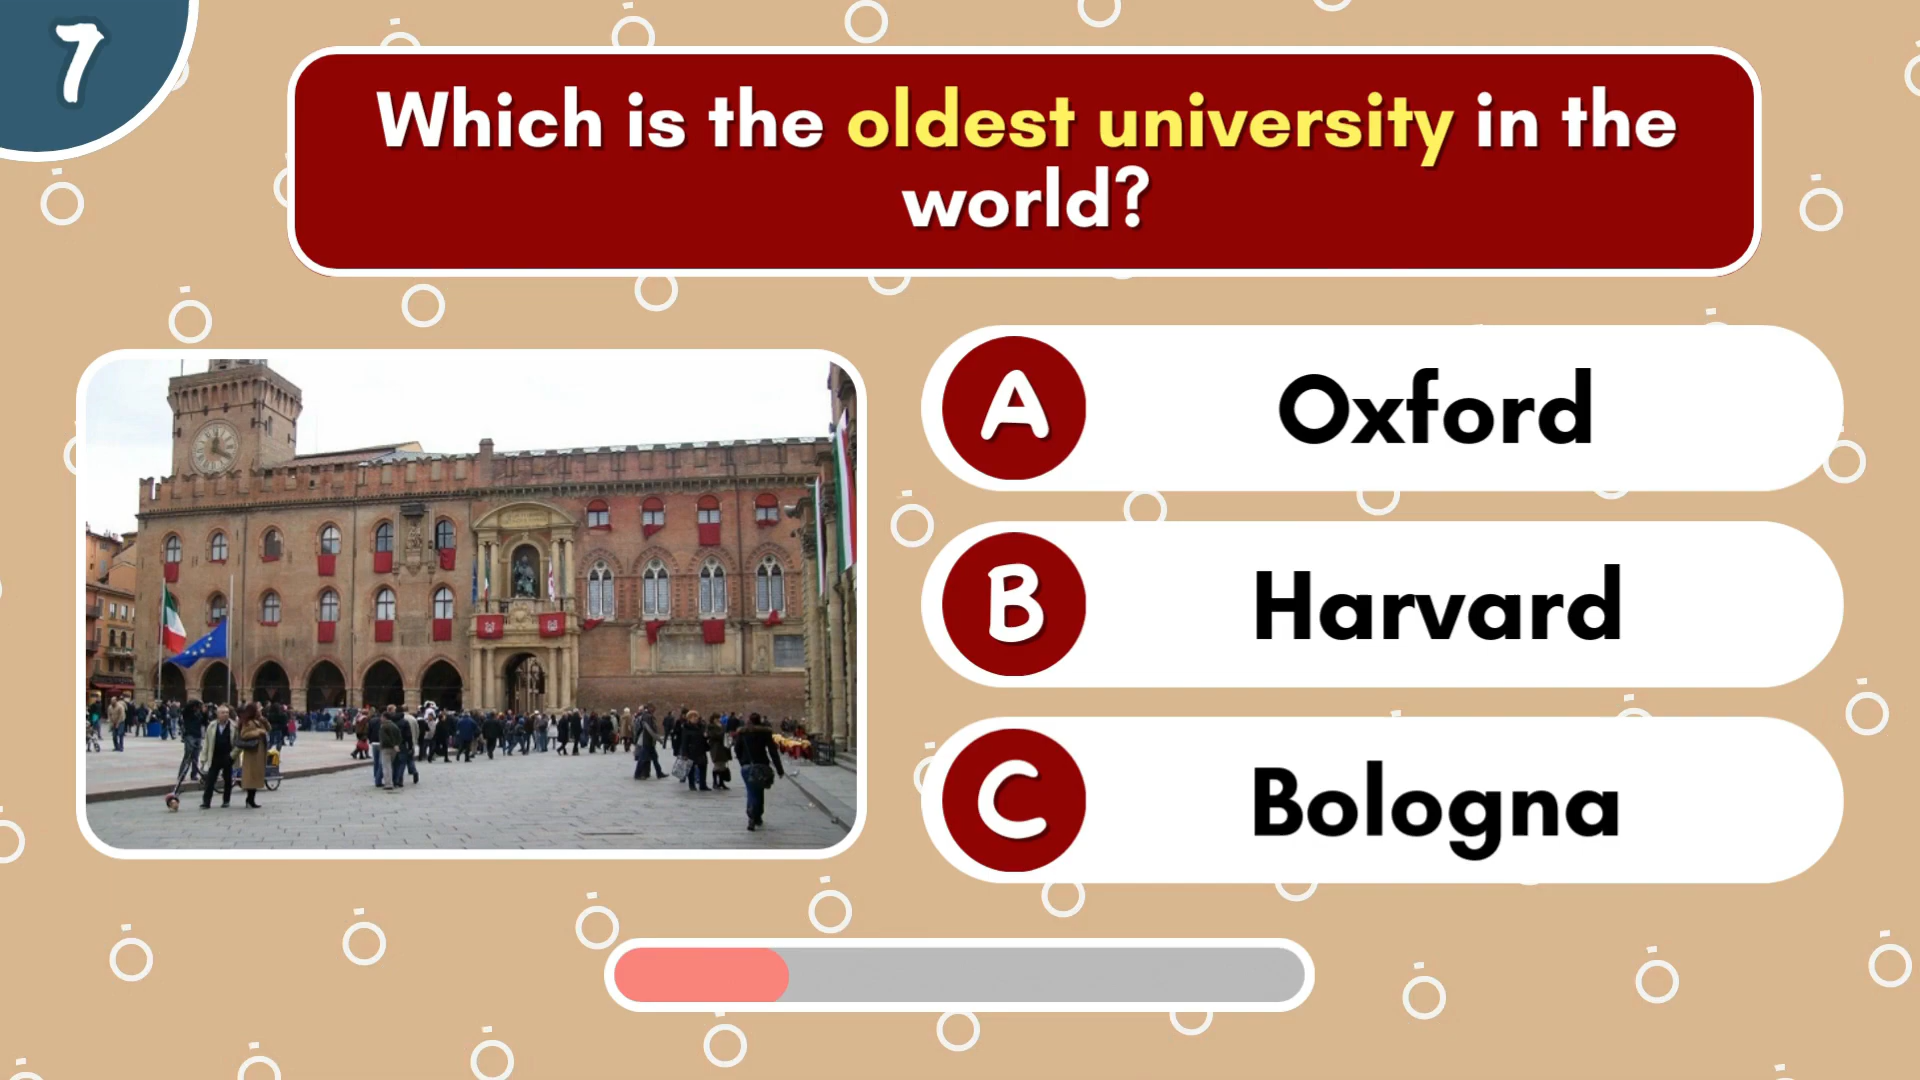 7
Which is the oldest university in the
world?
A Oxford
B Harvard
C Bologna